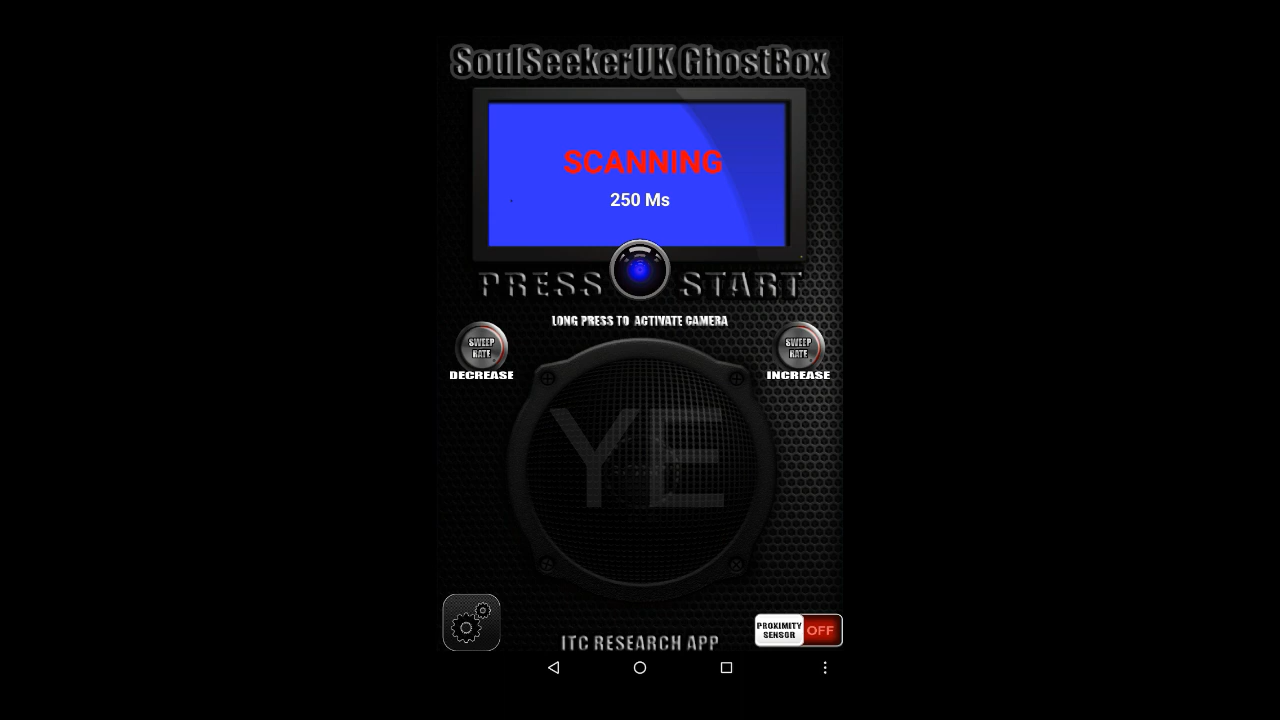 SoulSeekerUK GhostBox
SCANNING
250 Ms
PRESS START
LONG PRESS TO ACTIVATE CAMERA
SWEEP RATE
DECREASE
SWEEP RATE
INCREASE
YE
PROXIMITY SENSOR OFF
ITC RESEARCH APP